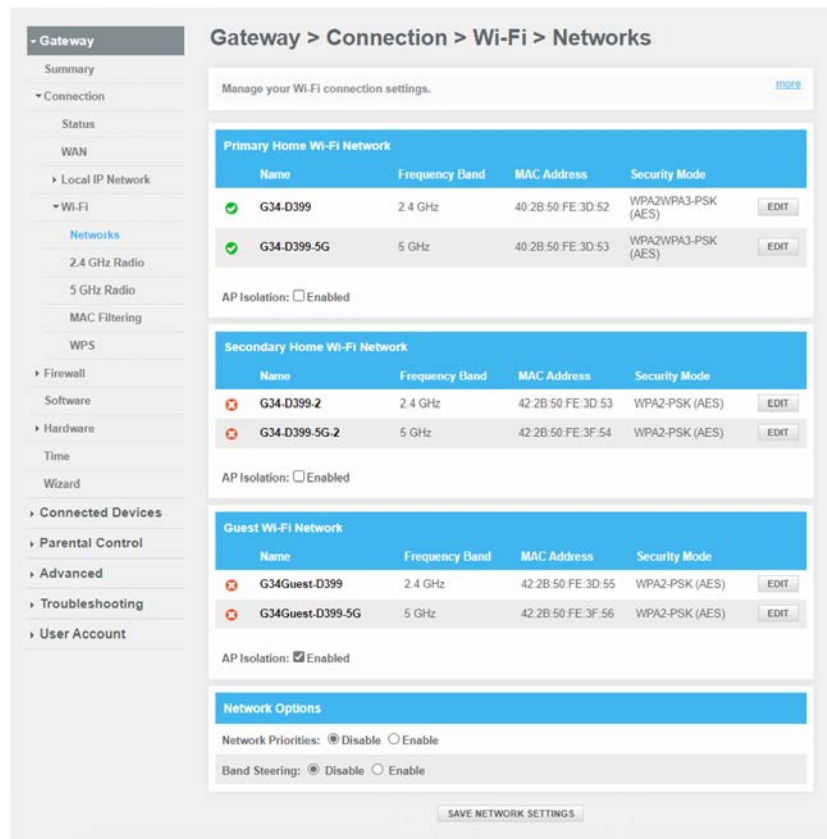 Gateway
Summary
Connection
Status
WAN
Local IP Network
Wi-Fi
Networks
2.4 GHz Radio
5 GHz Radio
MAC Filtering
WPS
Firewall
Software
Hardware
Time
Wizard
Connected Devices
Parental Control
Advanced
Troubleshooting
User Account
Gateway > Connection > Wi-Fi > Networks
Manage your Wi-Fi connection settings. more
Primary Home Wi-Fi Network
Name Frequency Band MAC Address Security Mode
G34-D399 2.4 GHz 40:2B:50:FE:3D:52 WPA2WPA3-PSK (AES) EDIT
G34-D399-5G 5 GHz 40:2B:50:FE:3D:53 WPA2WPA3-PSK (AES) EDIT
AP Isolation: Enabled
Secondary Home Wi-Fi Network
Name Frequency Band MAC Address Security Mode
G34-D399-2 2.4 GHz 42:2B:50:FE:3D:53 WPA2-PSK (AES) EDIT
G34-D399-5G-2 5 GHz 42:2B:50:FE:3F:54 WPA2-PSK (AES) EDIT
AP Isolation: Enabled
Guest Wi-Fi Network
Name Frequency Band MAC Address Security Mode
G34Guest-D399 2.4 GHz 42:2B:50:FE:3D:55 WPA2-PSK (AES) EDIT
G34Guest-D399-5G 5 GHz 42:2B:50:FE:3F:56 WPA2-PSK (AES) EDIT
AP Isolation: Enabled
Network Options
Network Priorities: Disable Enable
Band Steering: Disable Enable
SAVE NETWORK SETTINGS